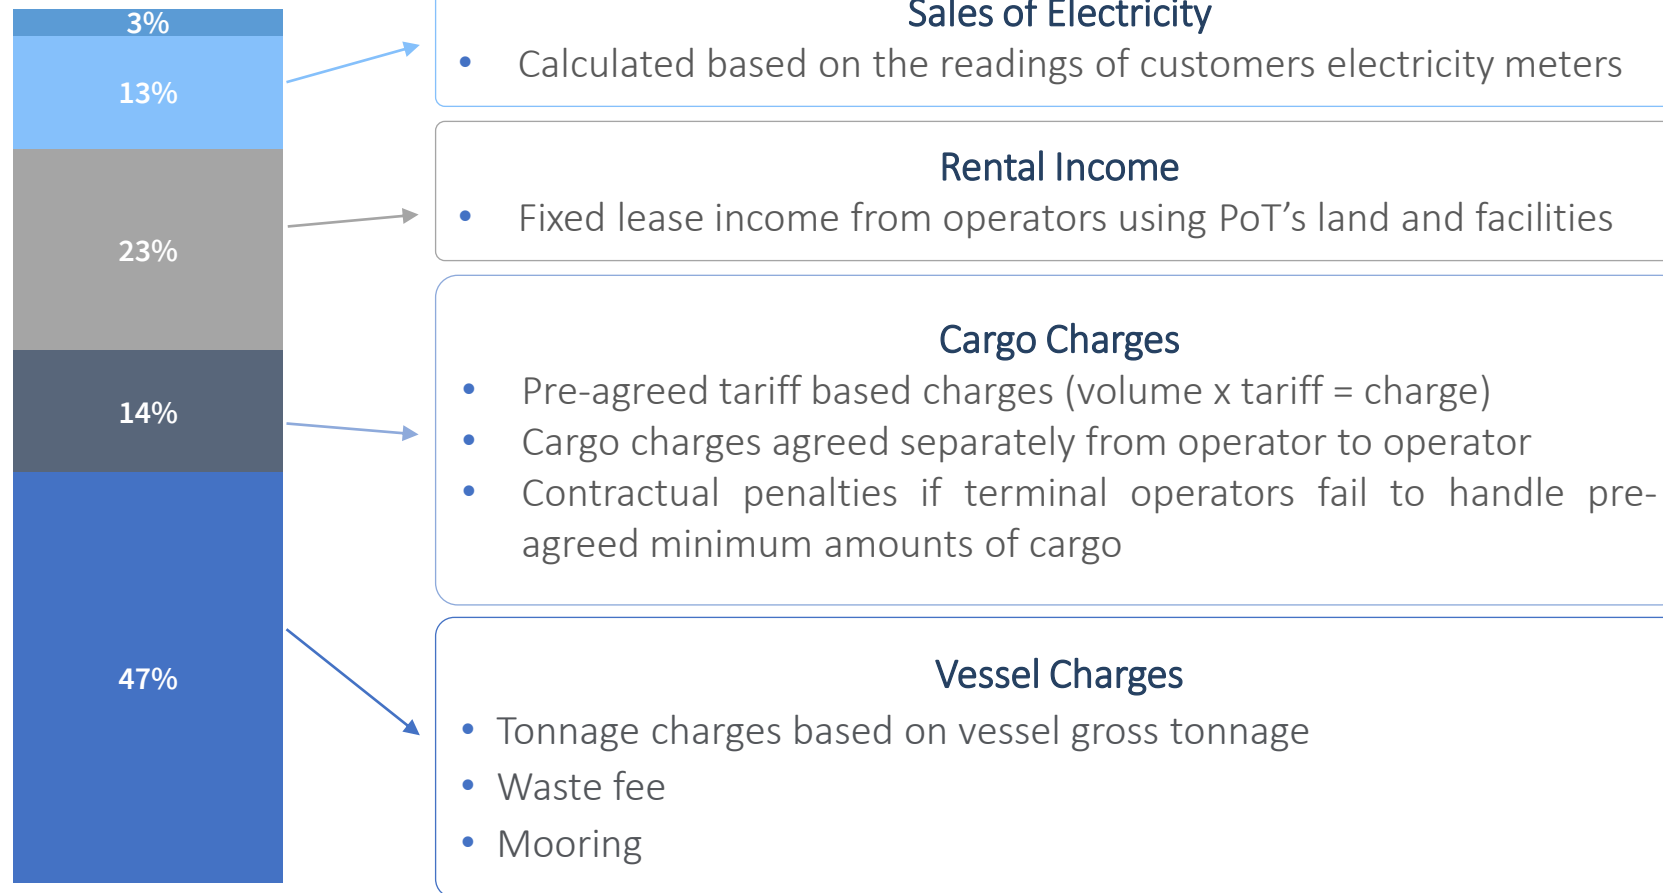 3%
13%
23%
14%
47%
Sales of Electricity
• Calculated based on the readings of customers electricity meters
Rental Income
• Fixed lease income from operators using PoT’s land and facilities
Cargo Charges
• Pre-agreed tariff based charges (volume x tariff = charge)
• Cargo charges agreed separately from operator to operator
• Contractual penalties if terminal operators fail to handle pre-
agreed minimum amounts of cargo
Vessel Charges
• Tonnage charges based on vessel gross tonnage
• Waste fee
• Mooring